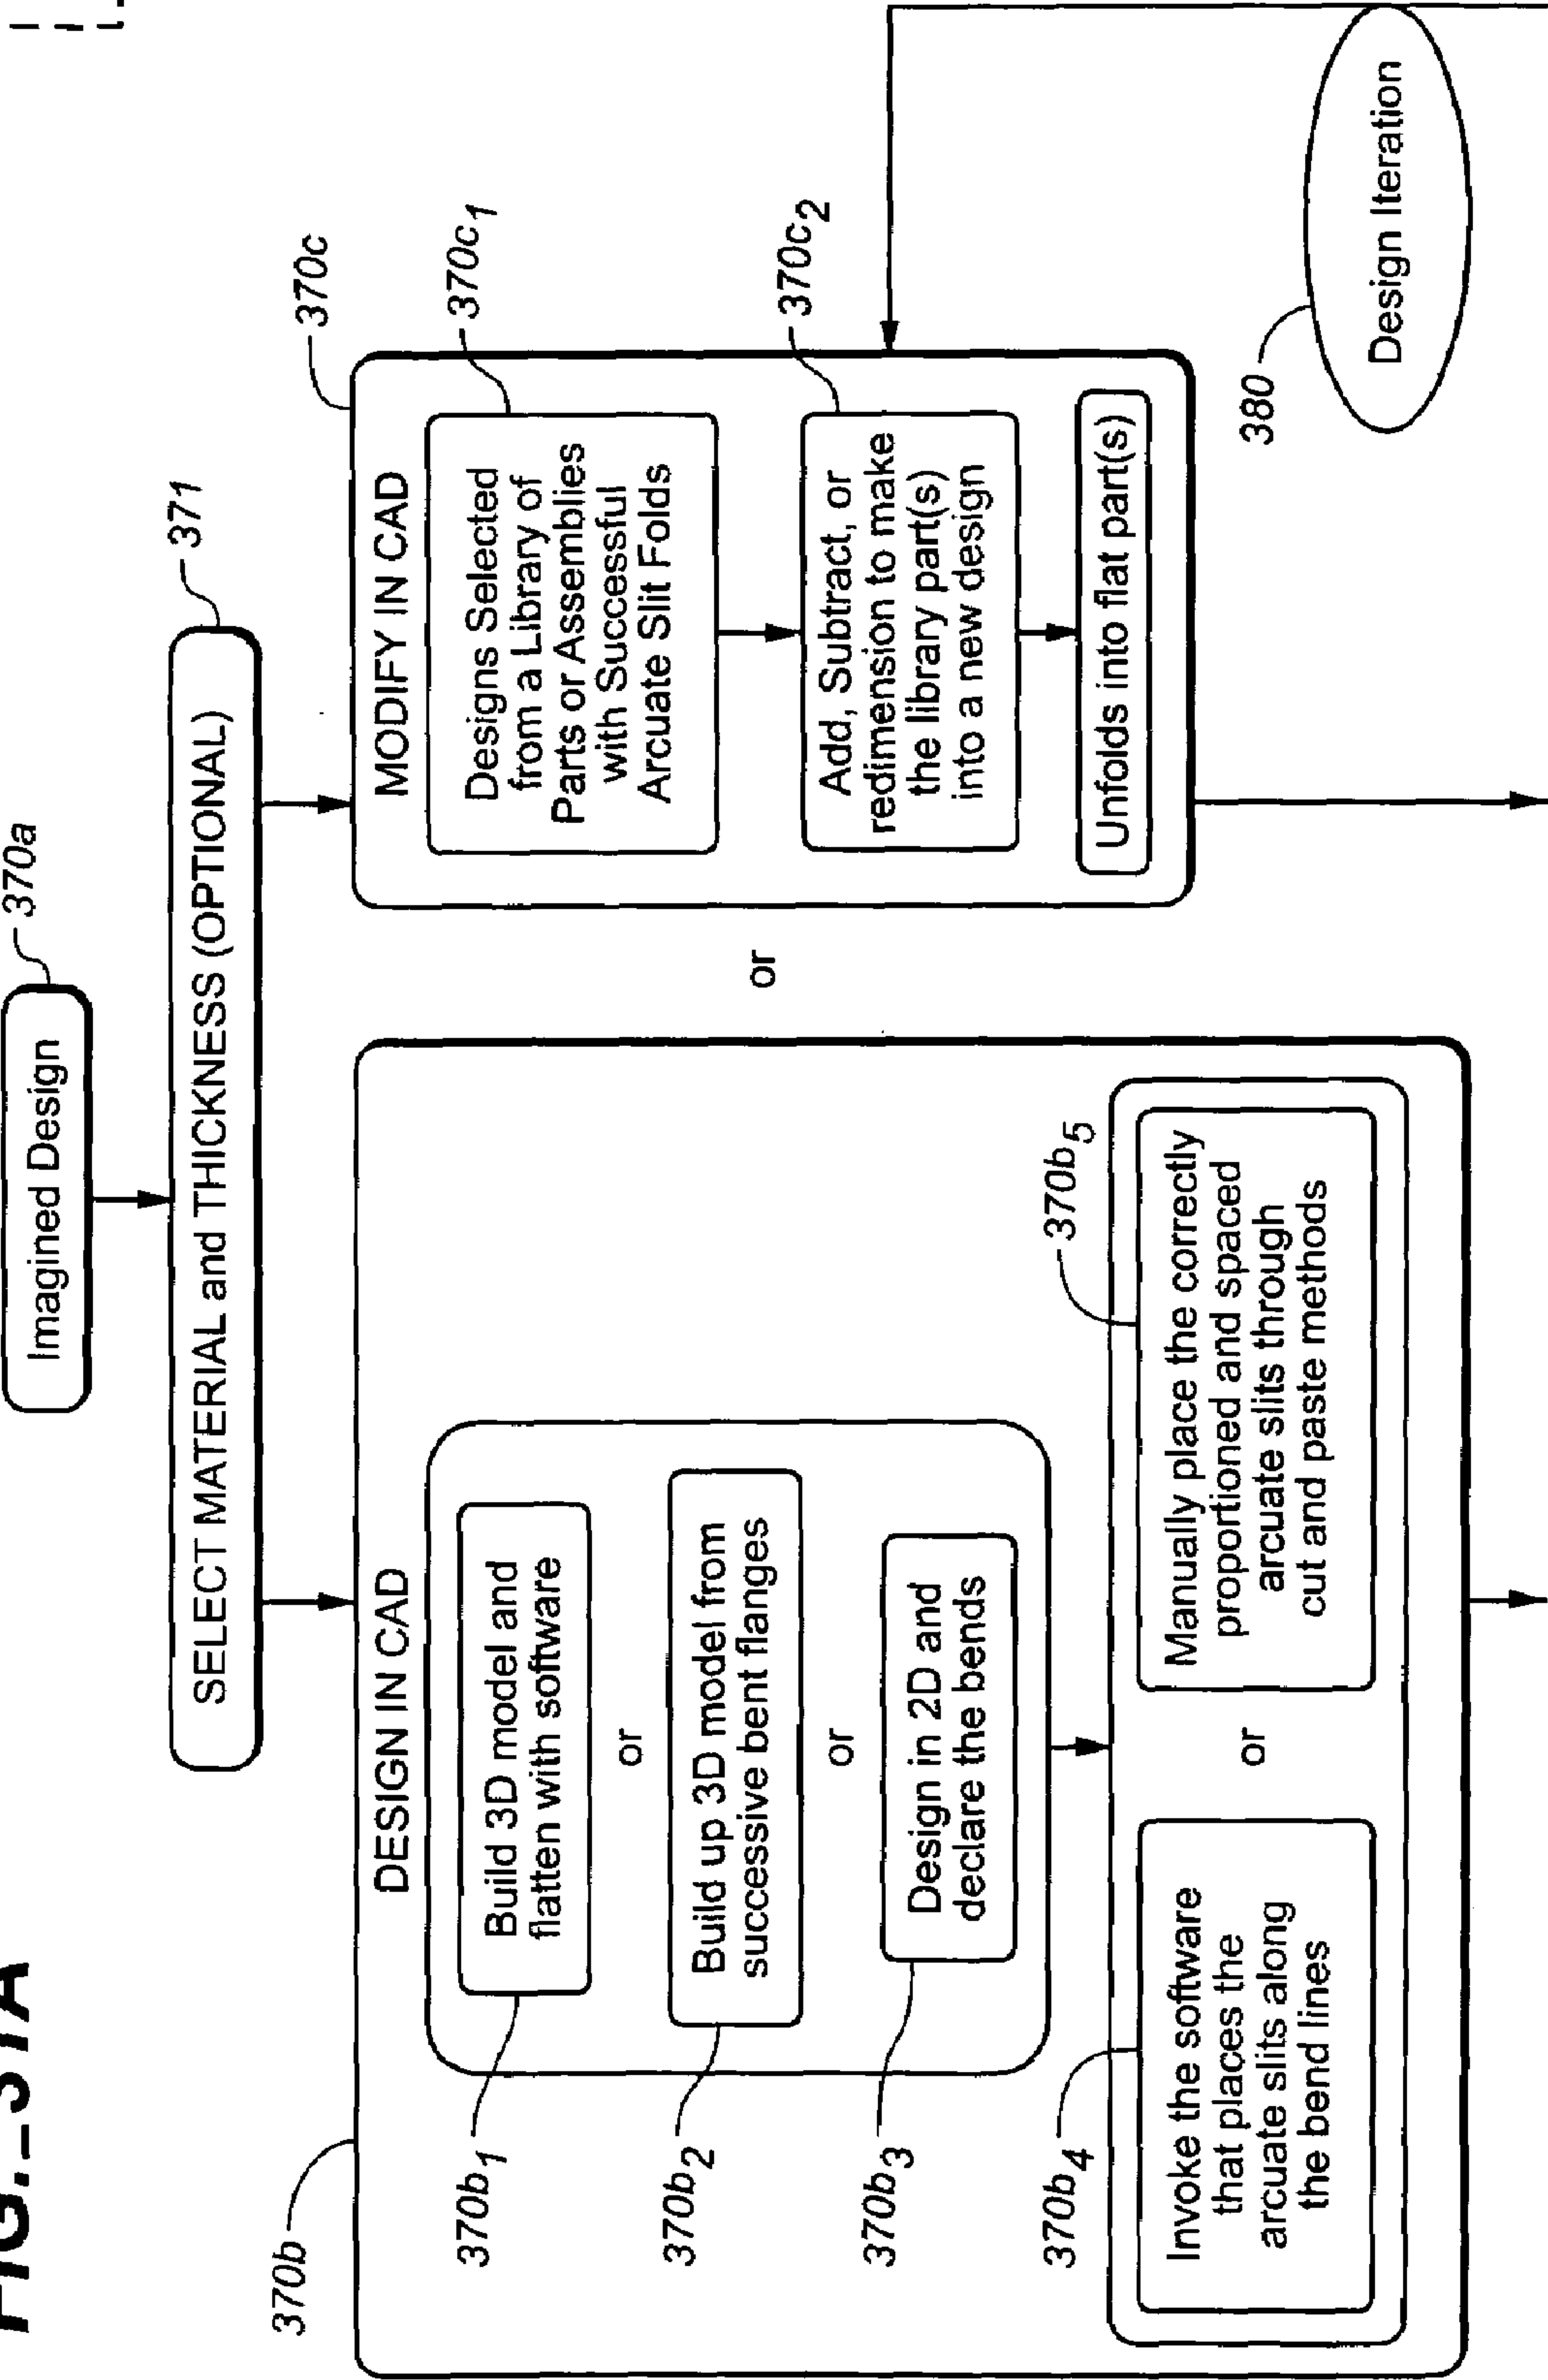 FIG._31A
Imagined Design
370a
SELECT MATERIAL and THICKNESS (OPTIONAL)
371
370b
DESIGN IN CAD
370b1
Build 3D model and
flatten with software
or
370b2
Build up 3D model from
successive bent flanges
or
370b3
Design in 2D and
declare the bends
370b4
Invoke the software
that places the
arcuate slits along
the bend lines
or
370b5
Manually place the correctly
proportioned and spaced
arcuate slits through
cut and paste methods
or
370c
MODIFY IN CAD
370c1
Designs Selected
from a Library of
Parts or Assemblies
with Successful
Arcuate Slit Folds
370c2
Add, Subtract, or
redimension to make
the library part(s)
into a new design
Unfolds into flat part(s)
380
Design Iteration